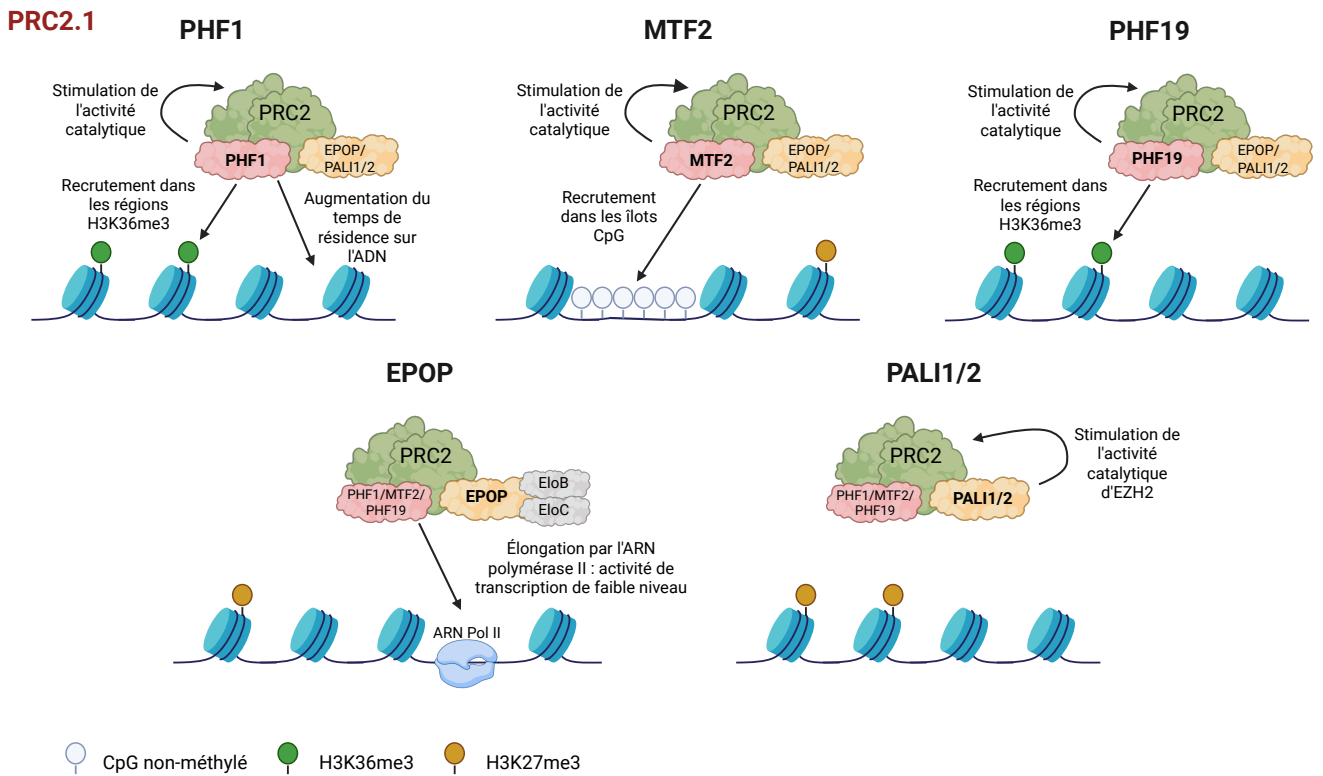 PRC2.1
PHF1
Stimulation de
l'activité
catalytique
PRC2
PHF1
EPOP/
PALI1/2
Recrutement dans
les régions
H3K36me3
Augmentation du
temps de
résidence sur
l'ADN
MTF2
Stimulation de
l'activité
catalytique
PRC2
MTF2
EPOP/
PALI1/2
Recrutement
dans les îlots
CpG
PHF19
Stimulation de
l'activité
catalytique
PRC2
PHF19
EPOP/
PALI1/2
Recrutement dans
les régions
H3K36me3
EPOP
PRC2
PHF1/MTF2/
PHF19
EPOP
EloB
EloC
Élongation par l'ARN
polymérase II : activité de
transcription de faible niveau
ARN Pol II
PALI1/2
PRC2
PHF1/MTF2/
PHF19
PALI1/2
Stimulation de
l'activité
catalytique
d'EZH2
CpG non-méthylé
H3K36me3
H3K27me3